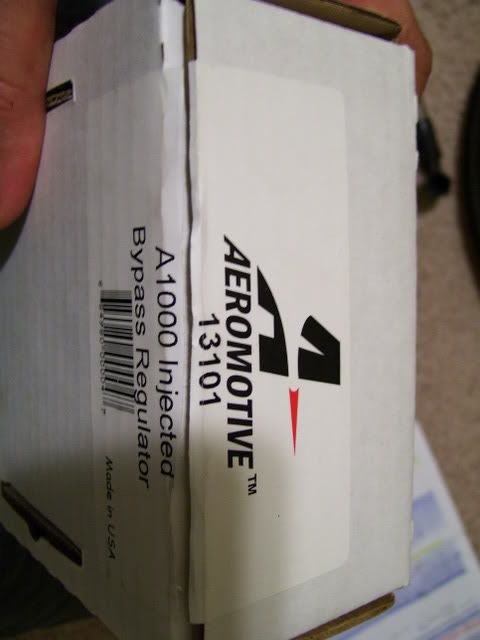 AEROMOTIVE™
13101
A1000 Injected
Bypass Regulator
Made in USA